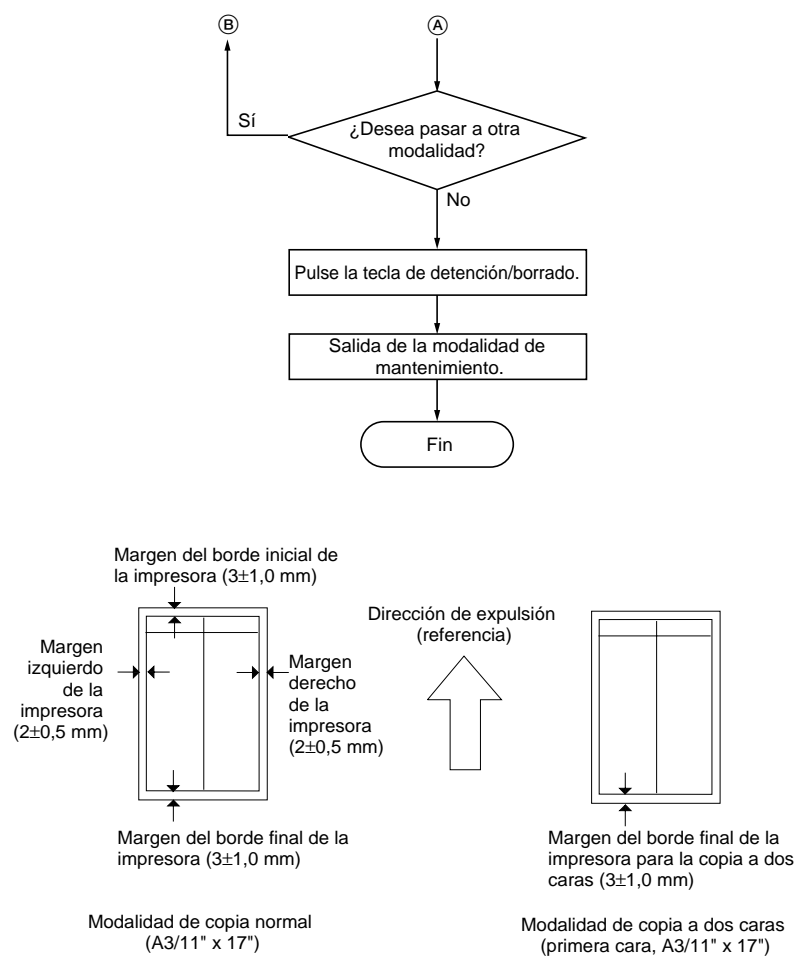 B
A
Sí
¿Desea pasar a otra
modalidad?
No
Pulse la tecla de detención/borrado.
Salida de la modalidad de
mantenimiento.
Fin
Margen del borde inicial de
la impresora (3±1,0 mm)
Margen
izquierdo
de la
impresora
(2±0,5 mm)
Margen
derecho
de la
impresora
(2±0,5 mm)
Margen del borde final de la
impresora (3±1,0 mm)
Modalidad de copia normal
(A3/11" x 17")
Dirección de expulsión
(referencia)
Margen del borde final de la
impresora para la copia a dos
caras (3±1,0 mm)
Modalidad de copia a dos caras
(primera cara, A3/11" x 17")